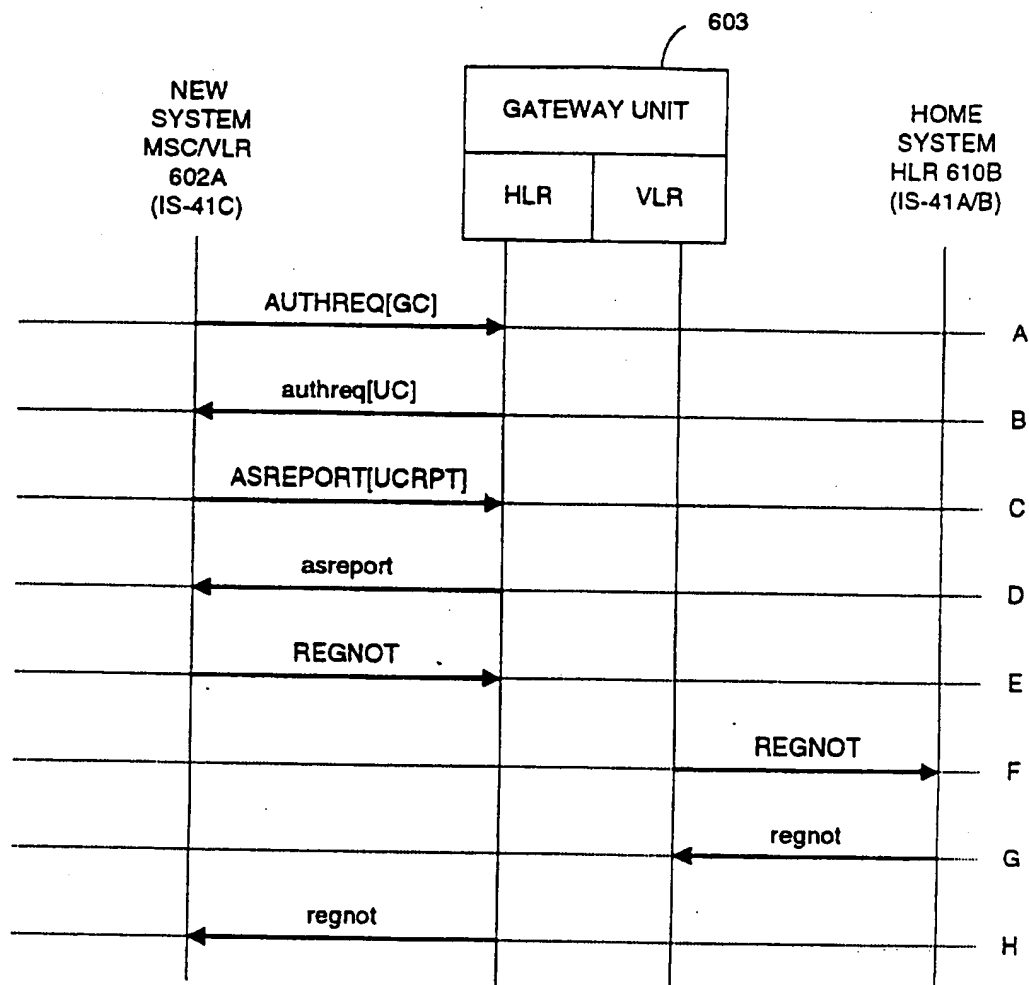 603
NEW
SYSTEM
MSC/VLR
602A
(IS-41C)
GATEWAY UNIT
HLR
VLR
HOME
SYSTEM
HLR 610B
(IS-41A/B)
AUTHREQ[GC]
A
authreq[UC]
B
ASREPORT[UCRPT]
C
asreport
D
REGNOT
E
REGNOT
F
regnot
G
regnot
H